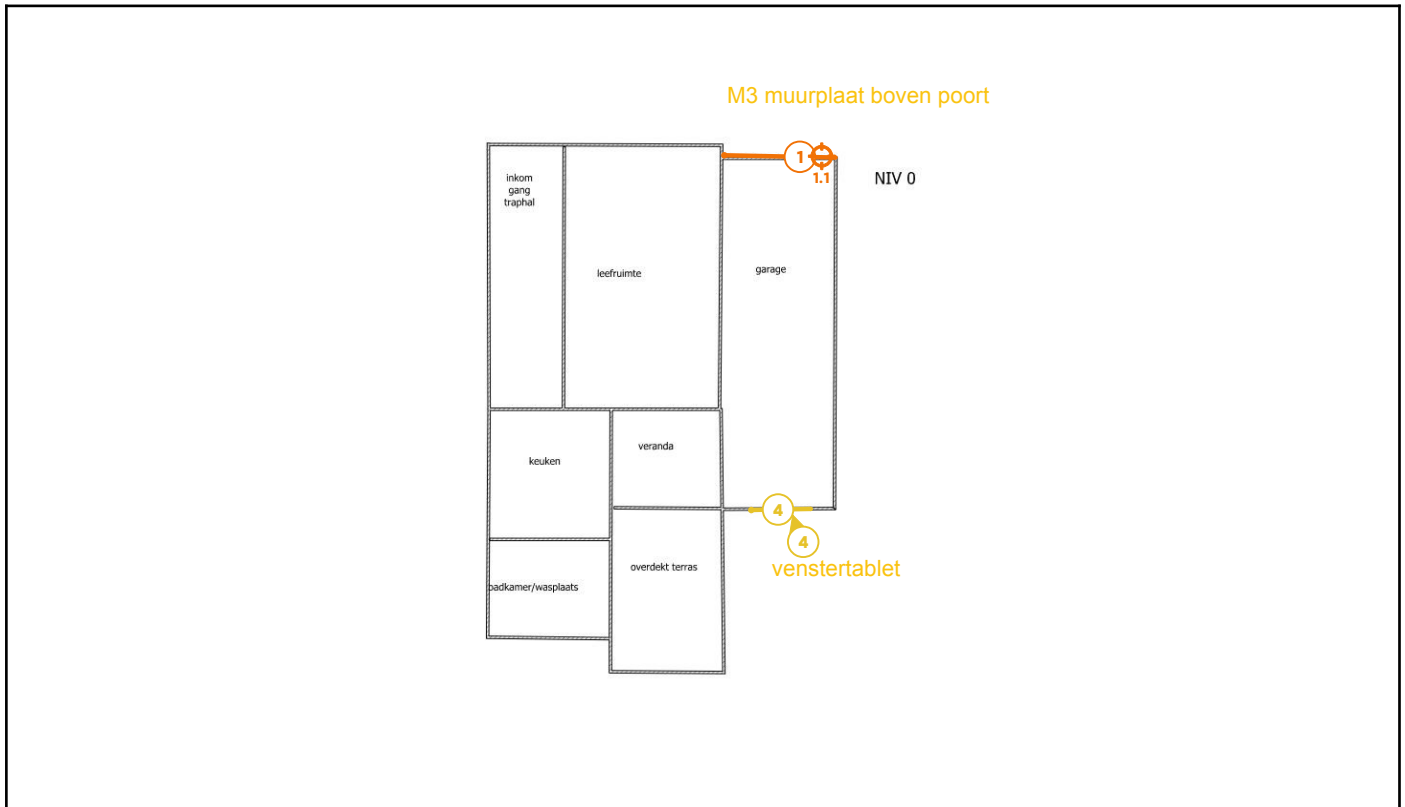 M3 muurplaat boven poort
1
1.1
NIV 0
inkom
gang
traphal
leefruimte
garage
keuken
veranda
4
4
venstertablet
overdekt terras
badkamer/wasplaats